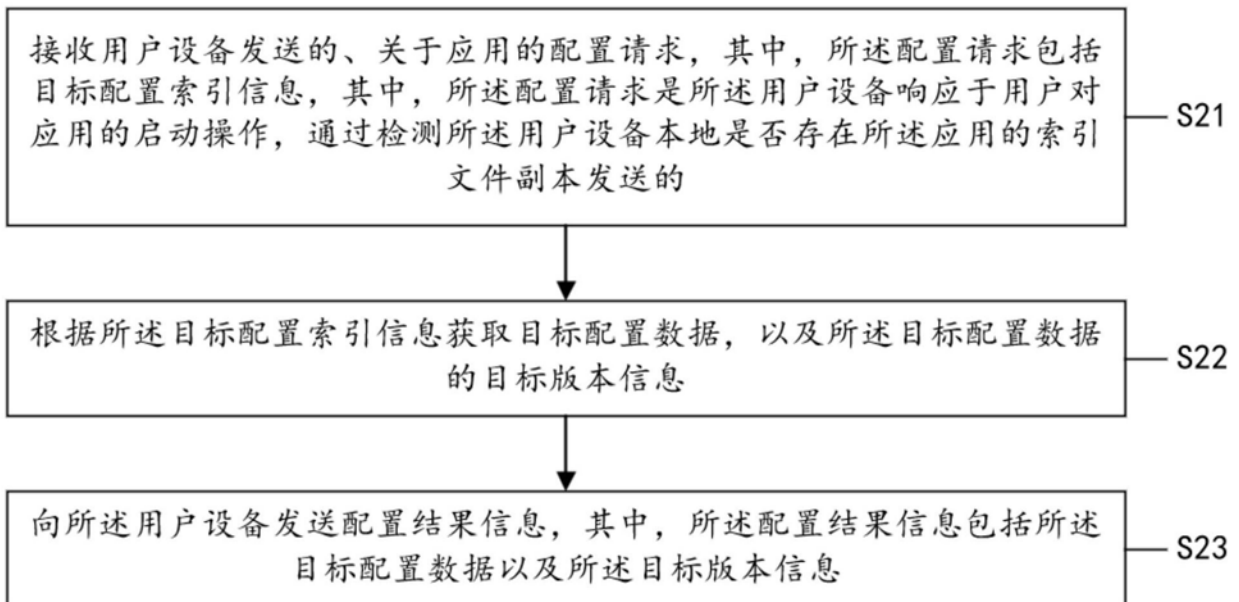 接收用户设备发送的、关于应用的配置请求，其中，所述配置请求包括
目标配置索引信息，其中，所述配置请求是所述用户设备响应于用户对
应用的启动操作，通过检测所述用户设备本地是否存在所述应用的索引
文件副本发送的
S21
根据所述目标配置索引信息获取目标配置数据，以及所述目标配置数据
的目标版本信息
S22
向所述用户设备发送配置结果信息，其中，所述配置结果信息包括所述
目标配置数据以及所述目标版本信息
S23